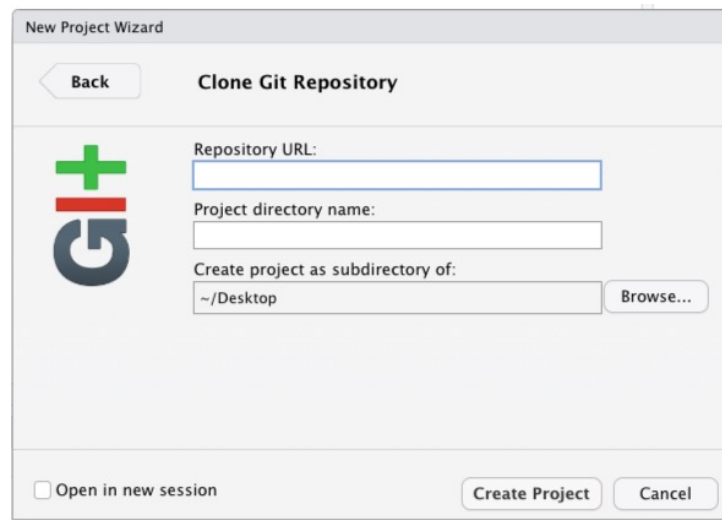 New Project Wizard
Back
Clone Git Repository
GIt
Repository URL:
Project directory name:
Create project as subdirectory of:
~/Desktop
Browse...
Open in new session
Create Project
Cancel